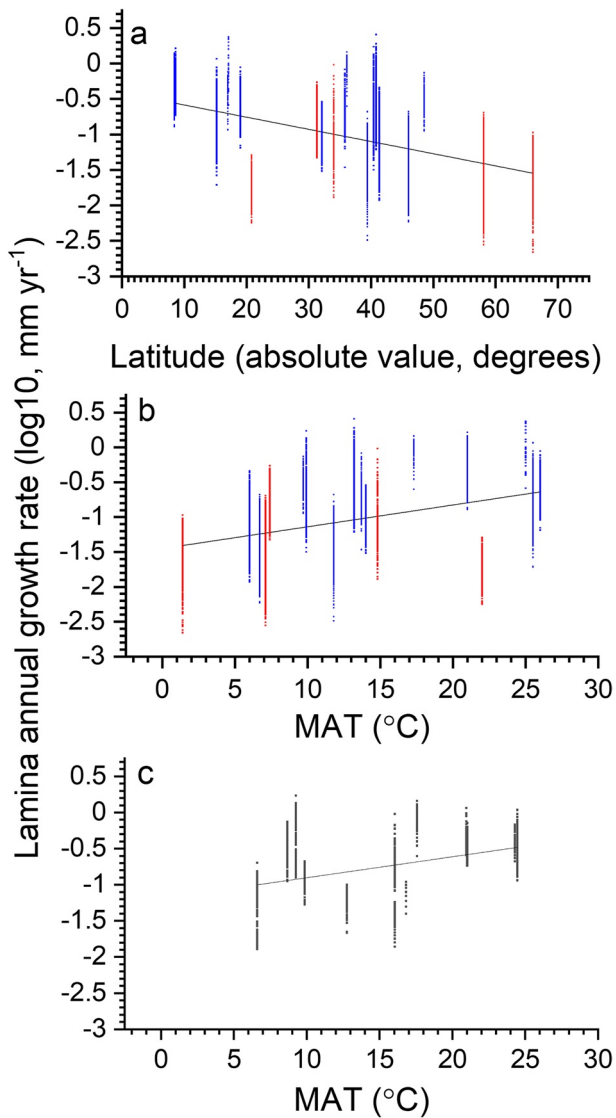 Lamina annual growth rate (log10, mm yr-1)
a
0.5
0
-0.5
-1
-1.5
-2
-2.5
-3
0 10 20 30 40 50 60 70
Latitude (absolute value, degrees)
b
0.5
0
-0.5
-1
-1.5
-2
-2.5
-3
0 5 10 15 20 25 30
MAT (°C)
c
0.5
0
-0.5
-1
-1.5
-2
-2.5
-3
0 5 10 15 20 25 30
MAT (°C)